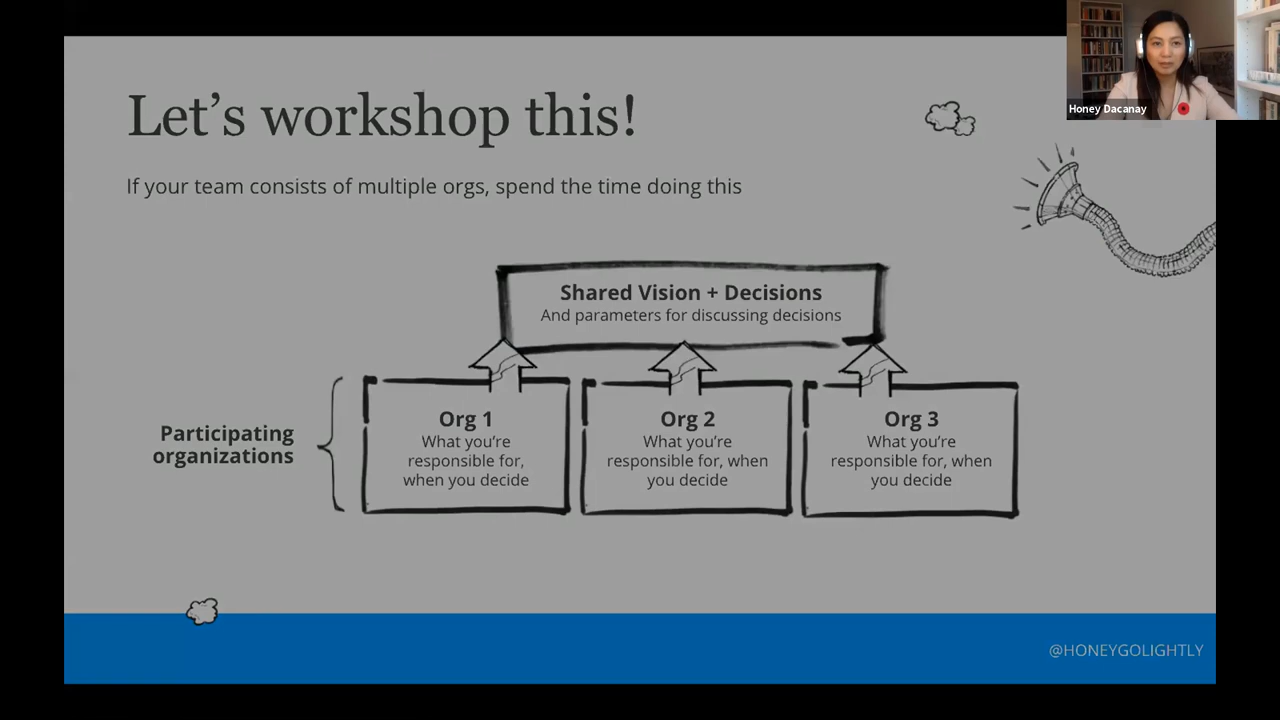 Let's workshop this!
If your team consists of multiple orgs, spend the time doing this
Honey Dacanay
Shared Vision + Decisions
And parameters for discussing decisions
Participating
organizations
Org 1
What you're
responsible for,
when you decide
Org 2
What you're
responsible for, when
you decide
Org 3
What you're
responsible for, when
you decide
@HONEYGOLIGHTLY